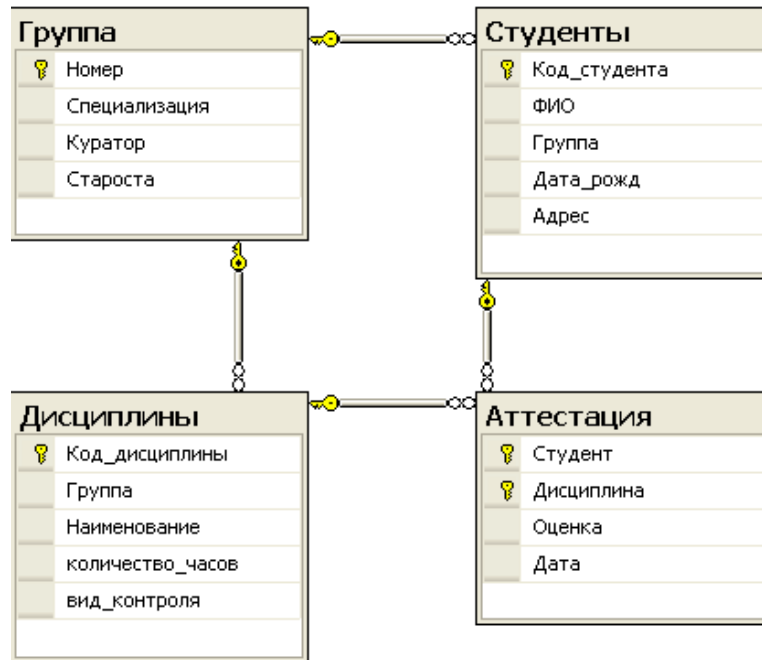 Группа
Номер
Специализация
Куратор
Староста
Студенты
Код_студента
ФИО
Группа
Дата_рожд
Адрес
Дисциплины
Код_дисциплины
Группа
Наименование
количество_часов
вид_контроля
Аттестация
Студент
Дисциплина
Оценка
Дата